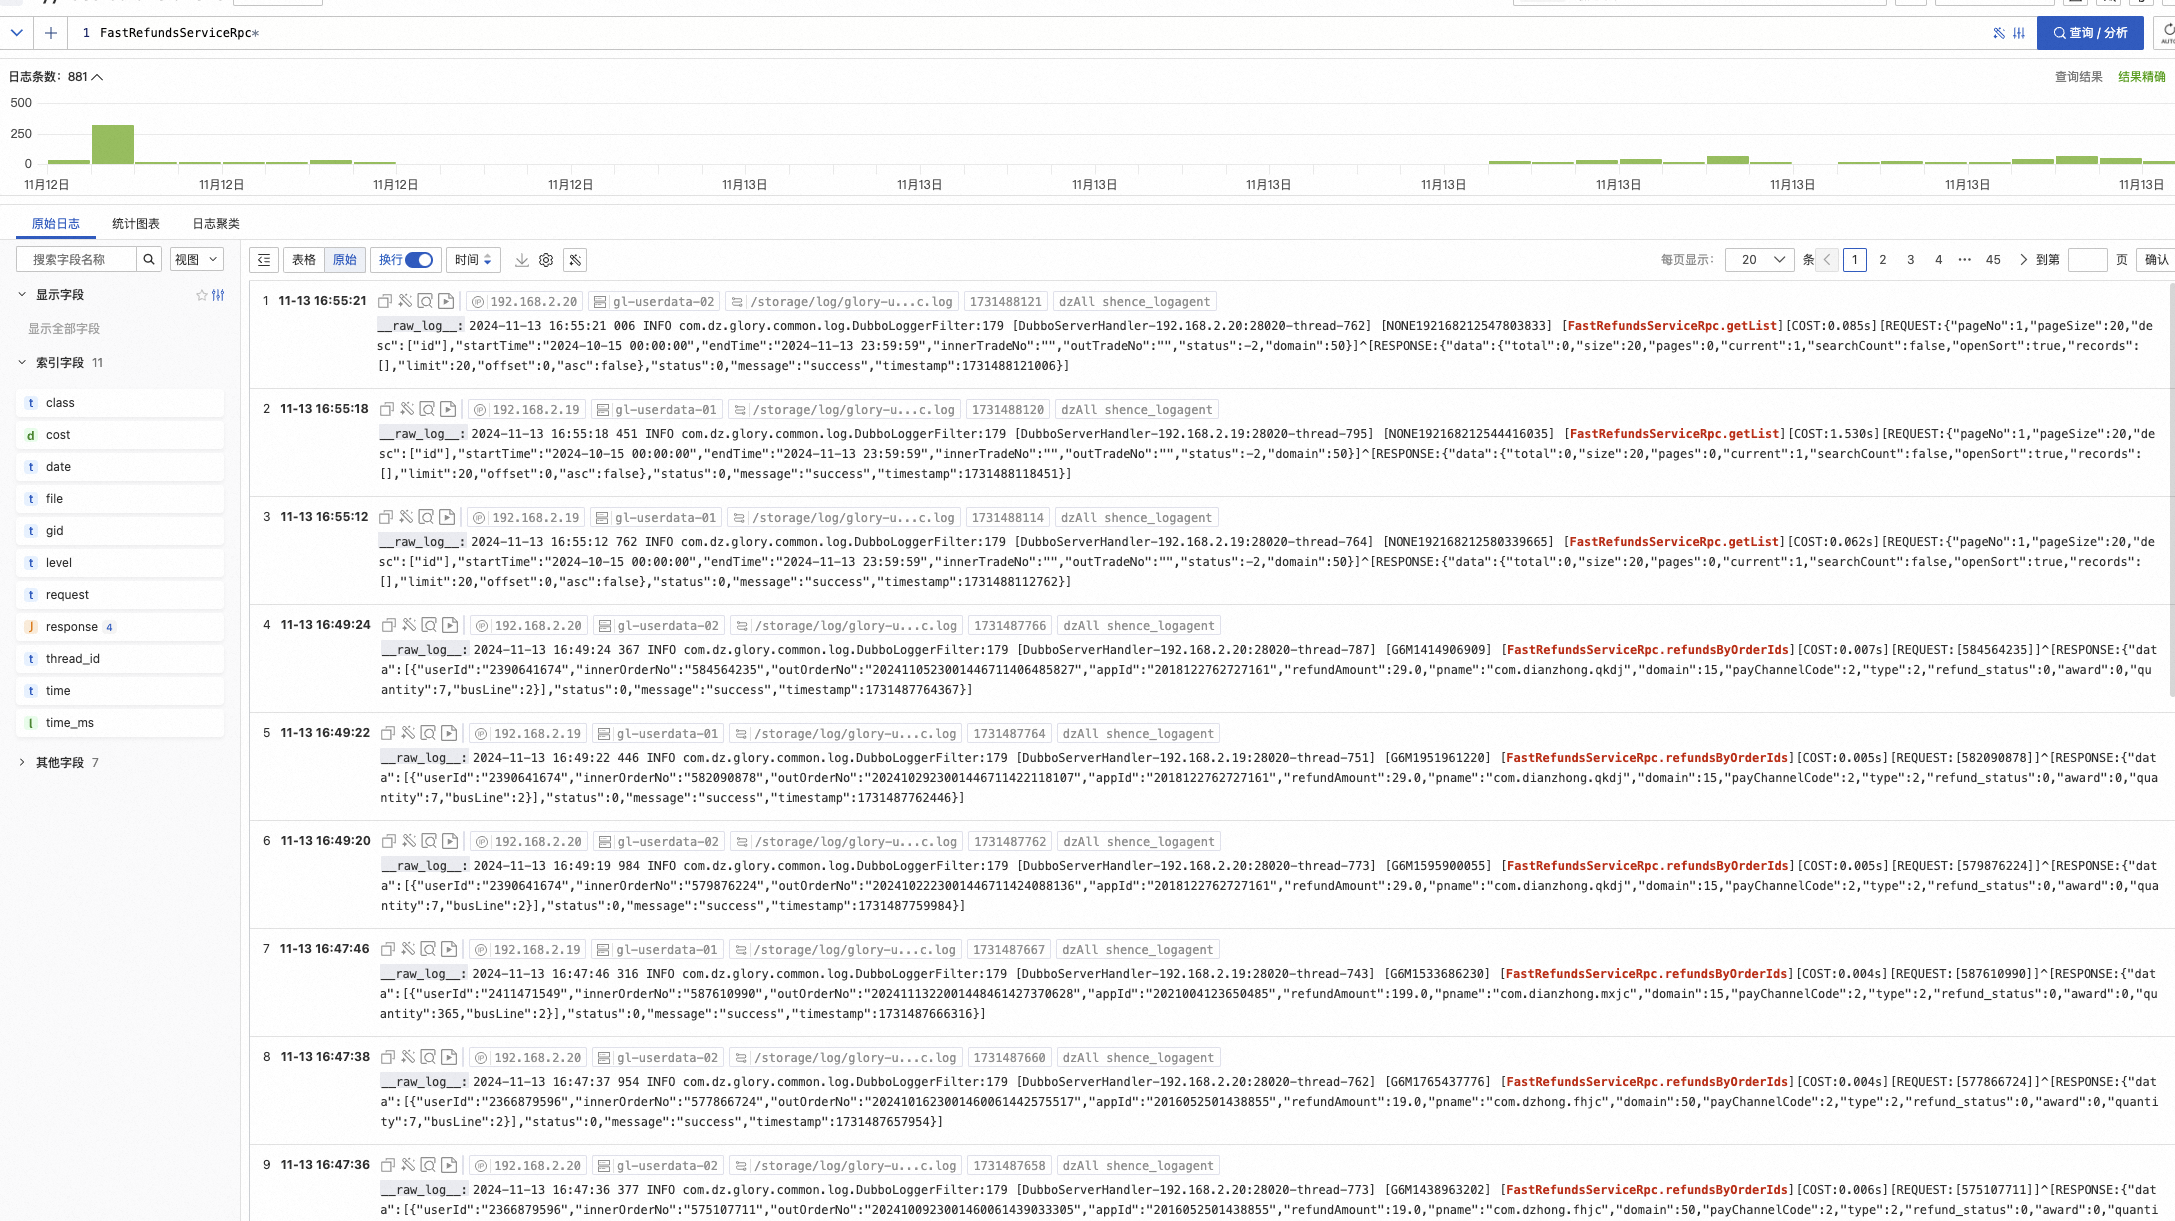 1 FastRefundsServiceRpc*
查询 / 分析
日志条数: 881
查询结果 结果精确
500
250
0
11月12日 11月12日 11月12日 11月12日 11月13日 11月13日 11月13日 11月13日 11月13日 11月13日 11月13日 11月13日 11月13日
原始日志 统计图表 日志聚类
搜索字段名称 视图
表格 原始 换行 时间
每页显示: 20 条 1 2 3 4 ··· 45 到第 页 确认
显示字段
显示全部字段
索引字段 11
t class
d cost
t date
t file
t gid
t level
t request
J response 4
t thread_id
t time
l time_ms
其他字段 7
1 11-13 16:55:21 192.168.2.20 gl-userdata-02 /storage/log/glory-u...c.log 1731488121 dzAll shence_logagent
__raw_log__: 2024-11-13 16:55:21 006 INFO com.dz.glory.common.log.DubboLoggerFilter:179 [DubboServerHandler-192.168.2.20:28020-thread-762] [NONE192168212547803833] [FastRefundsServiceRpc.getList][COST:0.085s][REQUEST:{"pageNo":1,"pageSize":20,"de
sc":["id"],"startTime":"2024-10-15 00:00:00","endTime":"2024-11-13 23:59:59","innerTradeNo":"","outTradeNo":"","status":-2,"domain":50}]^[RESPONSE:{"data":{"total":0,"size":20,"pages":0,"current":1,"searchCount":false,"openSort":true,"records":
[],"limit":20,"offset":0,"asc":false},"status":0,"message":"success","timestamp":1731488121006}]
2 11-13 16:55:18 192.168.2.19 gl-userdata-01 /storage/log/glory-u...c.log 1731488120 dzAll shence_logagent
__raw_log__: 2024-11-13 16:55:18 451 INFO com.dz.glory.common.log.DubboLoggerFilter:179 [DubboServerHandler-192.168.2.19:28020-thread-795] [NONE192168212544416035] [FastRefundsServiceRpc.getList][COST:1.530s][REQUEST:{"pageNo":1,"pageSize":20,"de
sc":["id"],"startTime":"2024-10-15 00:00:00","endTime":"2024-11-13 23:59:59","innerTradeNo":"","outTradeNo":"","status":-2,"domain":50}]^[RESPONSE:{"data":{"total":0,"size":20,"pages":0,"current":1,"searchCount":false,"openSort":true,"records":
[],"limit":20,"offset":0,"asc":false},"status":0,"message":"success","timestamp":1731488118451}]
3 11-13 16:55:12 192.168.2.19 gl-userdata-01 /storage/log/glory-u...c.log 1731488114 dzAll shence_logagent
__raw_log__: 2024-11-13 16:55:12 762 INFO com.dz.glory.common.log.DubboLoggerFilter:179 [DubboServerHandler-192.168.2.19:28020-thread-764] [NONE192168212580339665] [FastRefundsServiceRpc.getList][COST:0.062s][REQUEST:{"pageNo":1,"pageSize":20,"de
sc":["id"],"startTime":"2024-10-15 00:00:00","endTime":"2024-11-13 23:59:59","innerTradeNo":"","outTradeNo":"","status":-2,"domain":50}]^[RESPONSE:{"data":{"total":0,"size":20,"pages":0,"current":1,"searchCount":false,"openSort":true,"records":
[],"limit":20,"offset":0,"asc":false},"status":0,"message":"success","timestamp":1731488112762}]
4 11-13 16:49:24 192.168.2.20 gl-userdata-02 /storage/log/glory-u...c.log 1731487766 dzAll shence_logagent
__raw_log__: 2024-11-13 16:49:24 367 INFO com.dz.glory.common.log.DubboLoggerFilter:179 [DubboServerHandler-192.168.2.20:28020-thread-787] [G6M1414906909] [FastRefundsServiceRpc.refundsByOrderIds][COST:0.007s][REQUEST:[584564235]]^[RESPONSE:{"dat
a":[{"userId":"2390641674","innerOrderNo":"584564235","outOrderNo":"2024110523001446711406485827","appId":"2018122762727161","refundAmount":29.0,"pname":"com.dianzhong.qkdj","domain":15,"payChannelCode":2,"type":2,"refund_status":0,"award":0,"qu
antity":7,"busLine":2}],"status":0,"message":"success","timestamp":1731487764367}]
5 11-13 16:49:22 192.168.2.19 gl-userdata-01 /storage/log/glory-u...c.log 1731487764 dzAll shence_logagent
__raw_log__: 2024-11-13 16:49:22 446 INFO com.dz.glory.common.log.DubboLoggerFilter:179 [DubboServerHandler-192.168.2.19:28020-thread-751] [G6M1951961220] [FastRefundsServiceRpc.refundsByOrderIds][COST:0.005s][REQUEST:[582090878]]^[RESPONSE:{"dat
a":[{"userId":"2390641674","innerOrderNo":"582090878","outOrderNo":"2024102923001446711422118107","appId":"2018122762727161","refundAmount":29.0,"pname":"com.dianzhong.qkdj","domain":15,"payChannelCode":2,"type":2,"refund_status":0,"award":0,"qua
ntity":7,"busLine":2}],"status":0,"message":"success","timestamp":1731487762446}]
6 11-13 16:49:20 192.168.2.20 gl-userdata-02 /storage/log/glory-u...c.log 1731487762 dzAll shence_logagent
__raw_log__: 2024-11-13 16:49:19 984 INFO com.dz.glory.common.log.DubboLoggerFilter:179 [DubboServerHandler-192.168.2.20:28020-thread-773] [G6M1595900055] [FastRefundsServiceRpc.refundsByOrderIds][COST:0.005s][REQUEST:[579876224]]^[RESPONSE:{"dat
a":[{"userId":"2390641674","innerOrderNo":"579876224","outOrderNo":"2024102223001446711424088136","appId":"2018122762727161","refundAmount":29.0,"pname":"com.dianzhong.qkdj","domain":15,"payChannelCode":2,"type":2,"refund_status":0,"award":0,"qua
ntity":7,"busLine":2}],"status":0,"message":"success","timestamp":1731487759984}]
7 11-13 16:47:46 192.168.2.19 gl-userdata-01 /storage/log/glory-u...c.log 1731487667 dzAll shence_logagent
__raw_log__: 2024-11-13 16:47:46 316 INFO com.dz.glory.common.log.DubboLoggerFilter:179 [DubboServerHandler-192.168.2.19:28020-thread-743] [G6M1533686230] [FastRefundsServiceRpc.refundsByOrderIds][COST:0.004s][REQUEST:[587610990]]^[RESPONSE:{"dat
a":[{"userId":"2411471549","innerOrderNo":"587610990","outOrderNo":"2024111322001448461427370628","appId":"2021004123650485","refundAmount":199.0,"pname":"com.dianzhong.mxjc","domain":15,"payChannelCode":2,"type":2,"refund_status":0,"award":0,"qu
antity":365,"busLine":2}],"status":0,"message":"success","timestamp":1731487666316}]
8 11-13 16:47:38 192.168.2.20 gl-userdata-02 /storage/log/glory-u...c.log 1731487660 dzAll shence_logagent
__raw_log__: 2024-11-13 16:47:37 954 INFO com.dz.glory.common.log.DubboLoggerFilter:179 [DubboServerHandler-192.168.2.20:28020-thread-762] [G6M1765437776] [FastRefundsServiceRpc.refundsByOrderIds][COST:0.004s][REQUEST:[577866724]]^[RESPONSE:{"dat
a":[{"userId":"2366879596","innerOrderNo":"577866724","outOrderNo":"2024101623001460061442575517","appId":"2016052501438855","refundAmount":19.0,"pname":"com.dzhong.fhjc","domain":50,"payChannelCode":2,"type":2,"refund_status":0,"award":0,"quanti
ty":7,"busLine":2}],"status":0,"message":"success","timestamp":1731487657954}]
9 11-13 16:47:36 192.168.2.20 gl-userdata-02 /storage/log/glory-u...c.log 1731487658 dzAll shence_logagent
__raw_log__: 2024-11-13 16:47:36 377 INFO com.dz.glory.common.log.DubboLoggerFilter:179 [DubboServerHandler-192.168.2.20:28020-thread-773] [G6M1438963202] [FastRefundsServiceRpc.refundsByOrderIds][COST:0.006s][REQUEST:[575107711]]^[RESPONSE:{"dat
a":[{"userId":"2366879596","innerOrderNo":"575107711","outOrderNo":"2024100923001460061439033305","appId":"2016052501438855","refundAmount":19.0,"pname":"com.dzhong.fhjc","domain":50,"payChannelCode":2,"type":2,"refund_status":0,"award":0,"quanti